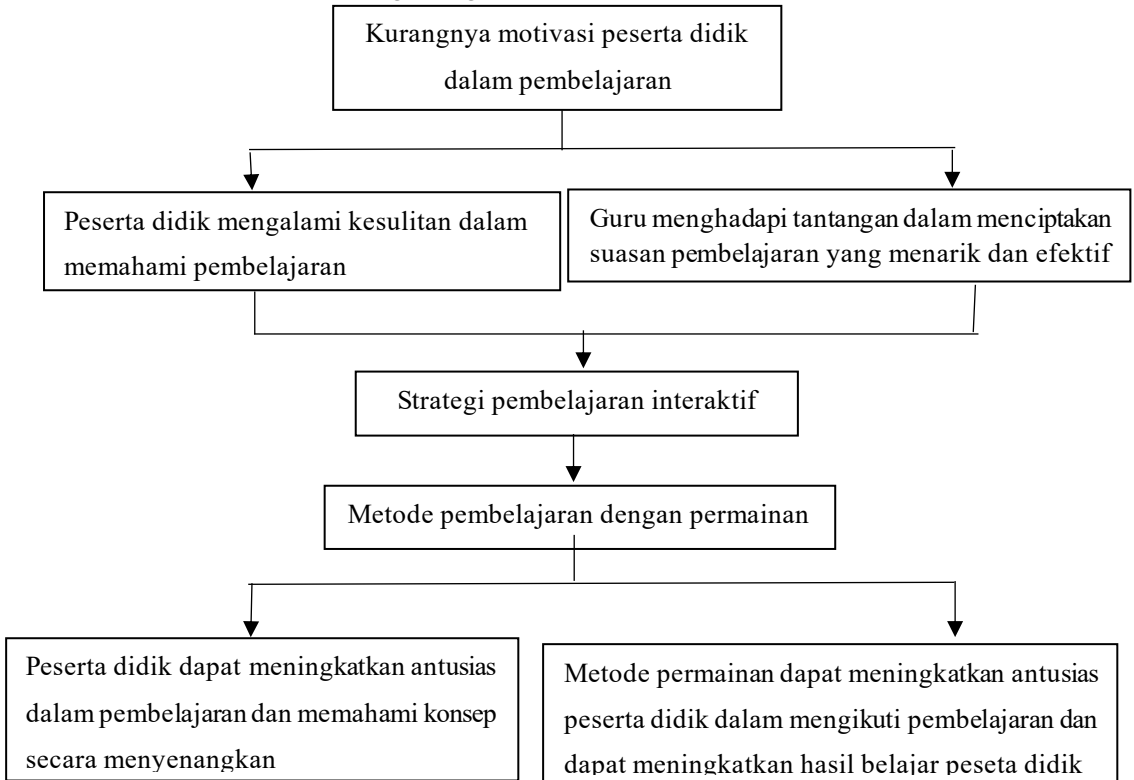 Kurangnya motivasi peserta didik
dalam pembelajaran
Peserta didik mengalami kesulitan dalam
memahami pembelajaran
Guru menghadapi tantangan dalam menciptakan
suasan pembelajaran yang menarik dan efektif
Strategi pembelajaran interaktif
Metode pembelajaran dengan permainan
Peserta didik dapat meningkatkan antusias
dalam pembelajaran dan memahami konsep
secara menyenangkan
Metode permainan dapat meningkatkan antusias
peserta didik dalam mengikuti pembelajaran dan
dapat meningkatkan hasil belajar peseta didik